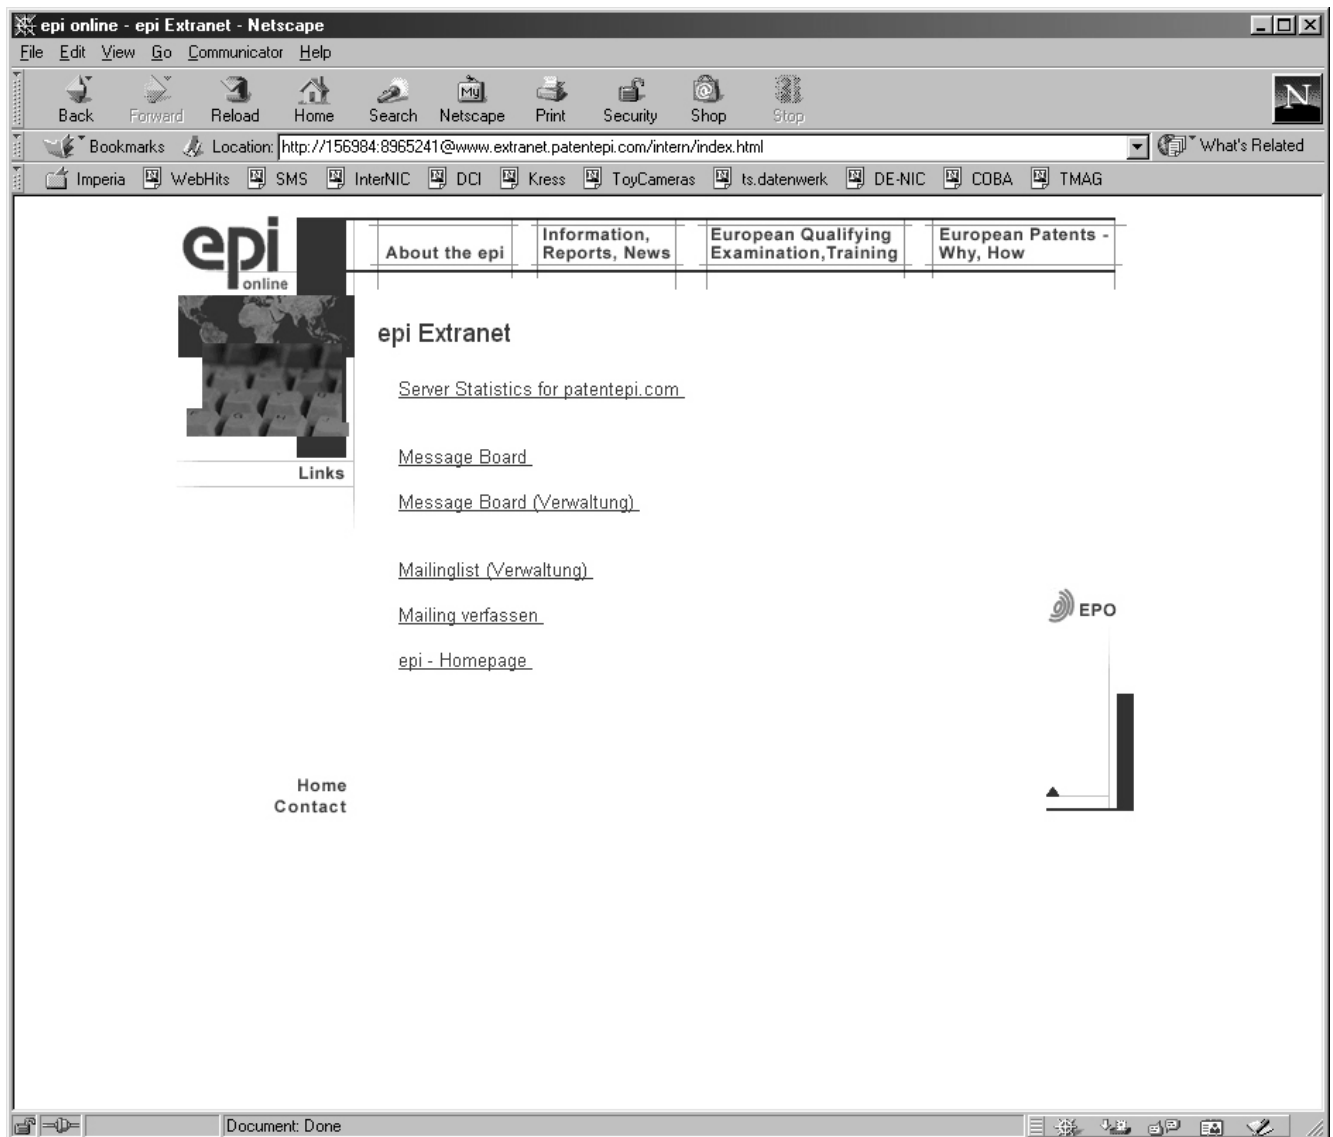 epi online - epi Extranet - Netscape
File Edit View Go Communicator Help
My
Back Forward Reload Home Search Netscape Print Security Shop Stop
N
Bookmarks Location: http://156984:8965241@www.extranet.patentepi.com/intern/index.html What's Related
Imperia WebHits SMS InterNIC DCI Kress ToyCameras ts.datenwerk DE-NIC COBA TMAG
epi
online
About the epi
Information,
Reports, News
European Qualifying
Examination,Training
European Patents -
Why, How
epi Extranet
Server Statistics for patentepi.com
Message Board
Links
Message Board (Verwaltung)
Mailinglist (Verwaltung)
Mailing verfassen
EPO
epi - Homepage
Home
Contact
Document: Done